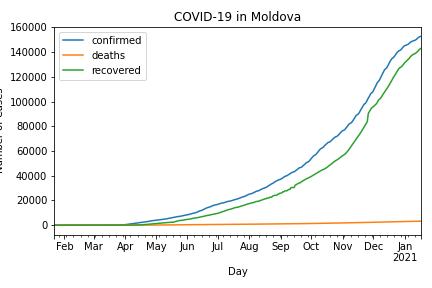 COVID-19 in Moldova
confirmed
deaths
recovered
160000
140000
120000
100000
80000
60000
40000
20000
0
Feb Mar Apr May Jun Jul Aug Sep Oct Nov Dec Jan
2021
Day